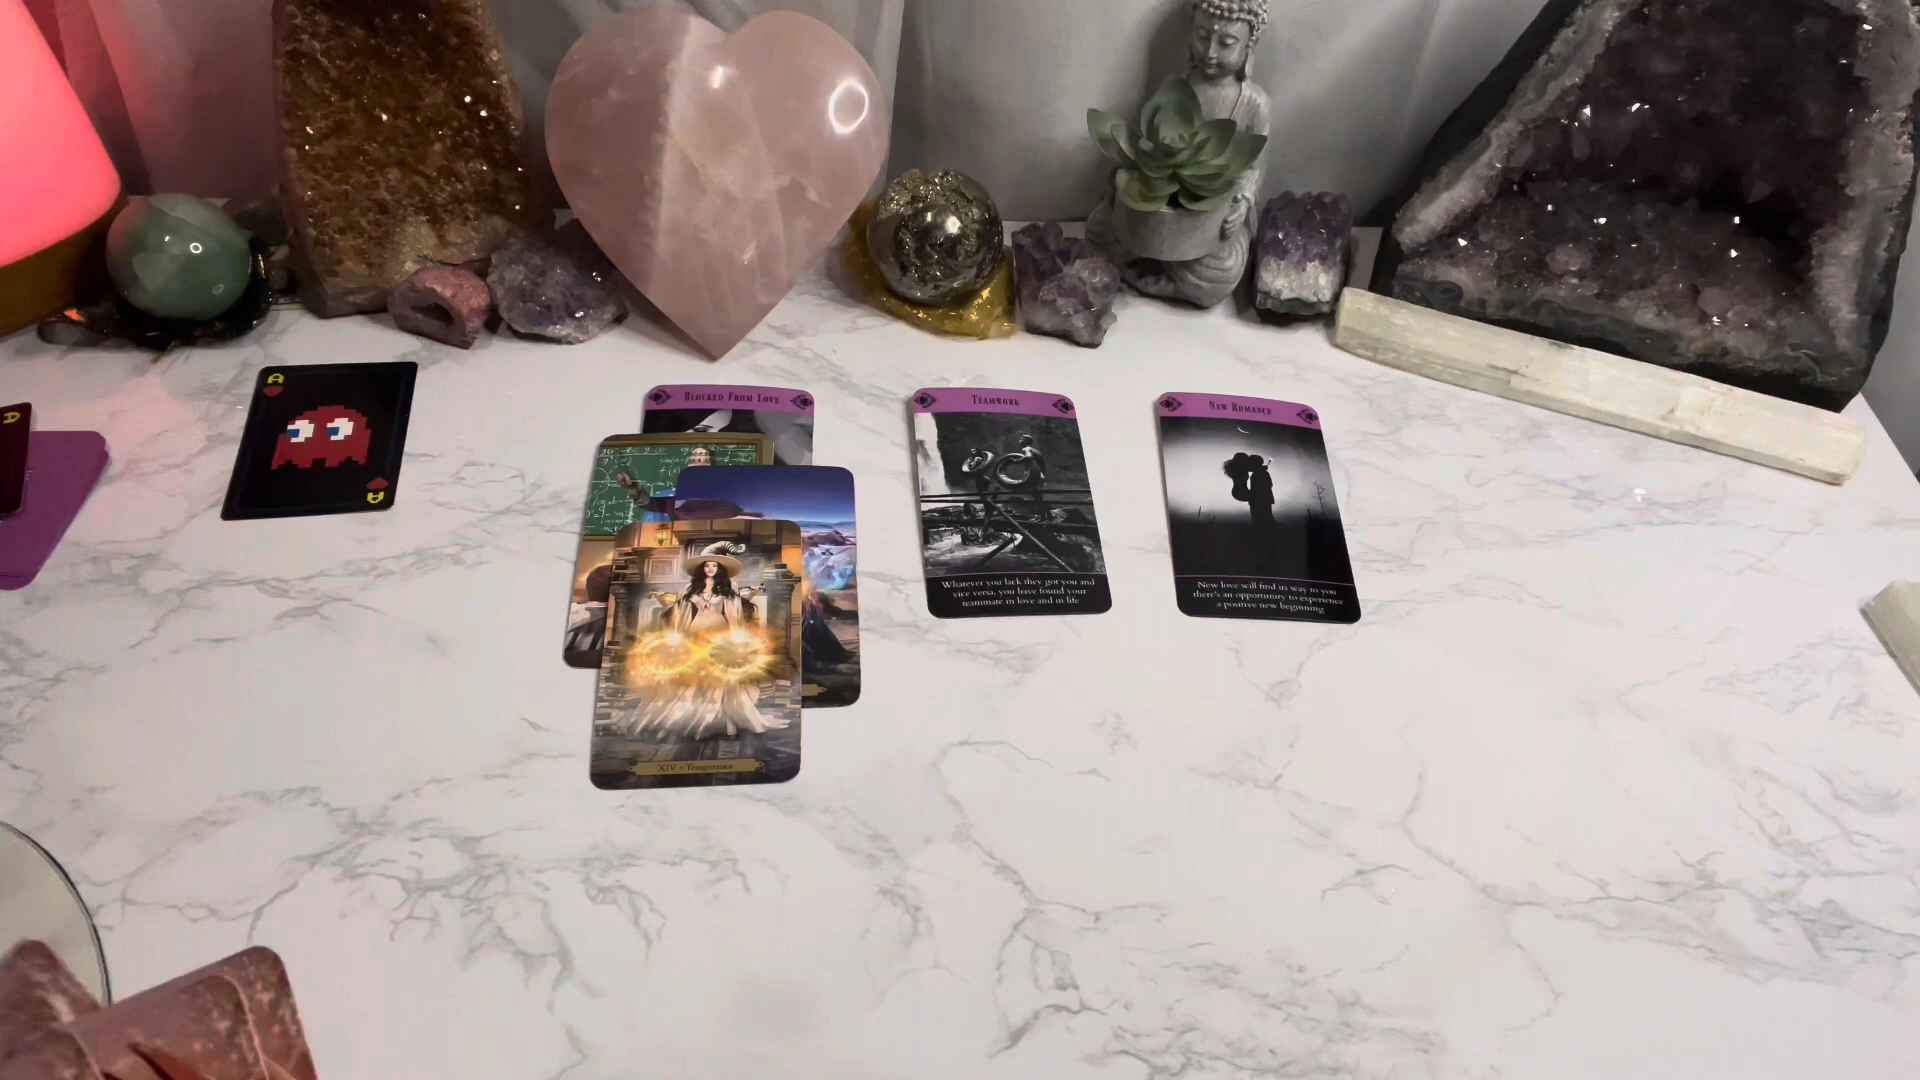 A
A
A
Blocked From Love
Teamwork
Whatever you lack they got you and
vice versa, you have found your
teammate in love and in life
New Romance
New love will find its way to you
there's an opportunity to experience
a positive new beginning
XIV • Temperance